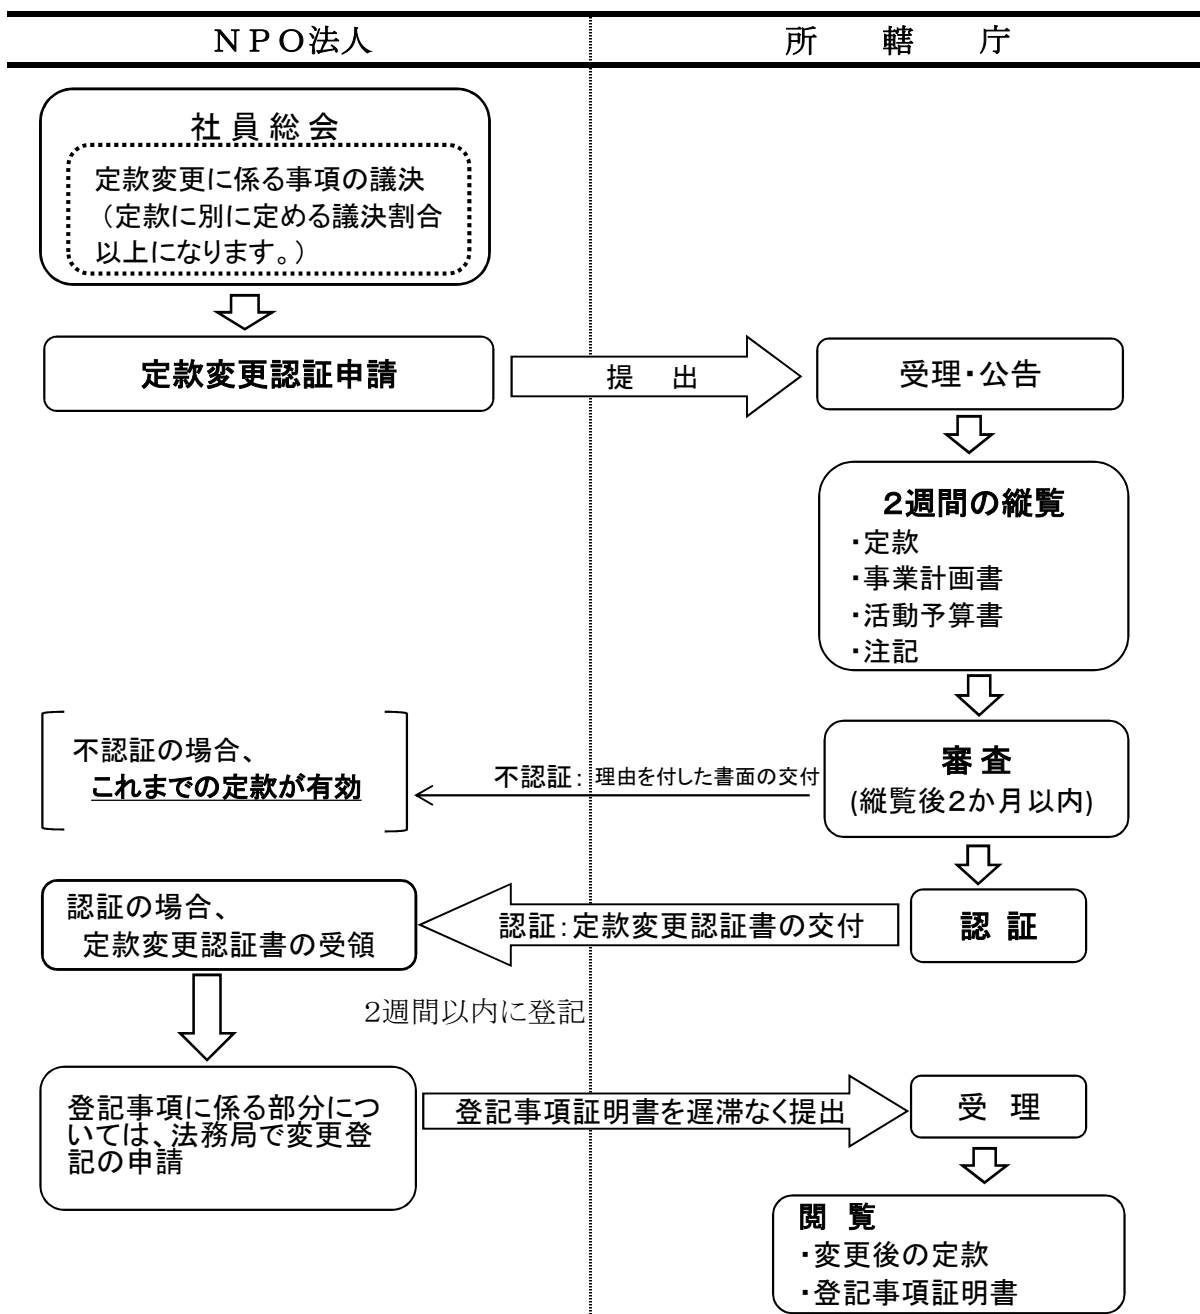 NPO法人
所轄庁
社員総会
定款変更に係る事項の議決
（定款に別に定める議決割合
以上になります。）
定款変更認証申請
提出
受理・公告
２週間の縦覧
・定款
・事業計画書
・活動予算書
・注記
不認証の場合、
これまでの定款が有効
不認証：理由を付した書面の交付
審査
(縦覧後２か月以内)
認証の場合、
定款変更認証書の受領
認証：定款変更認証書の交付
認証
2週間以内に登記
登記事項に係る部分につ
いては、法務局で変更登
記の申請
登記事項証明書を遅滞なく提出
受理
閲覧
・変更後の定款
・登記事項証明書